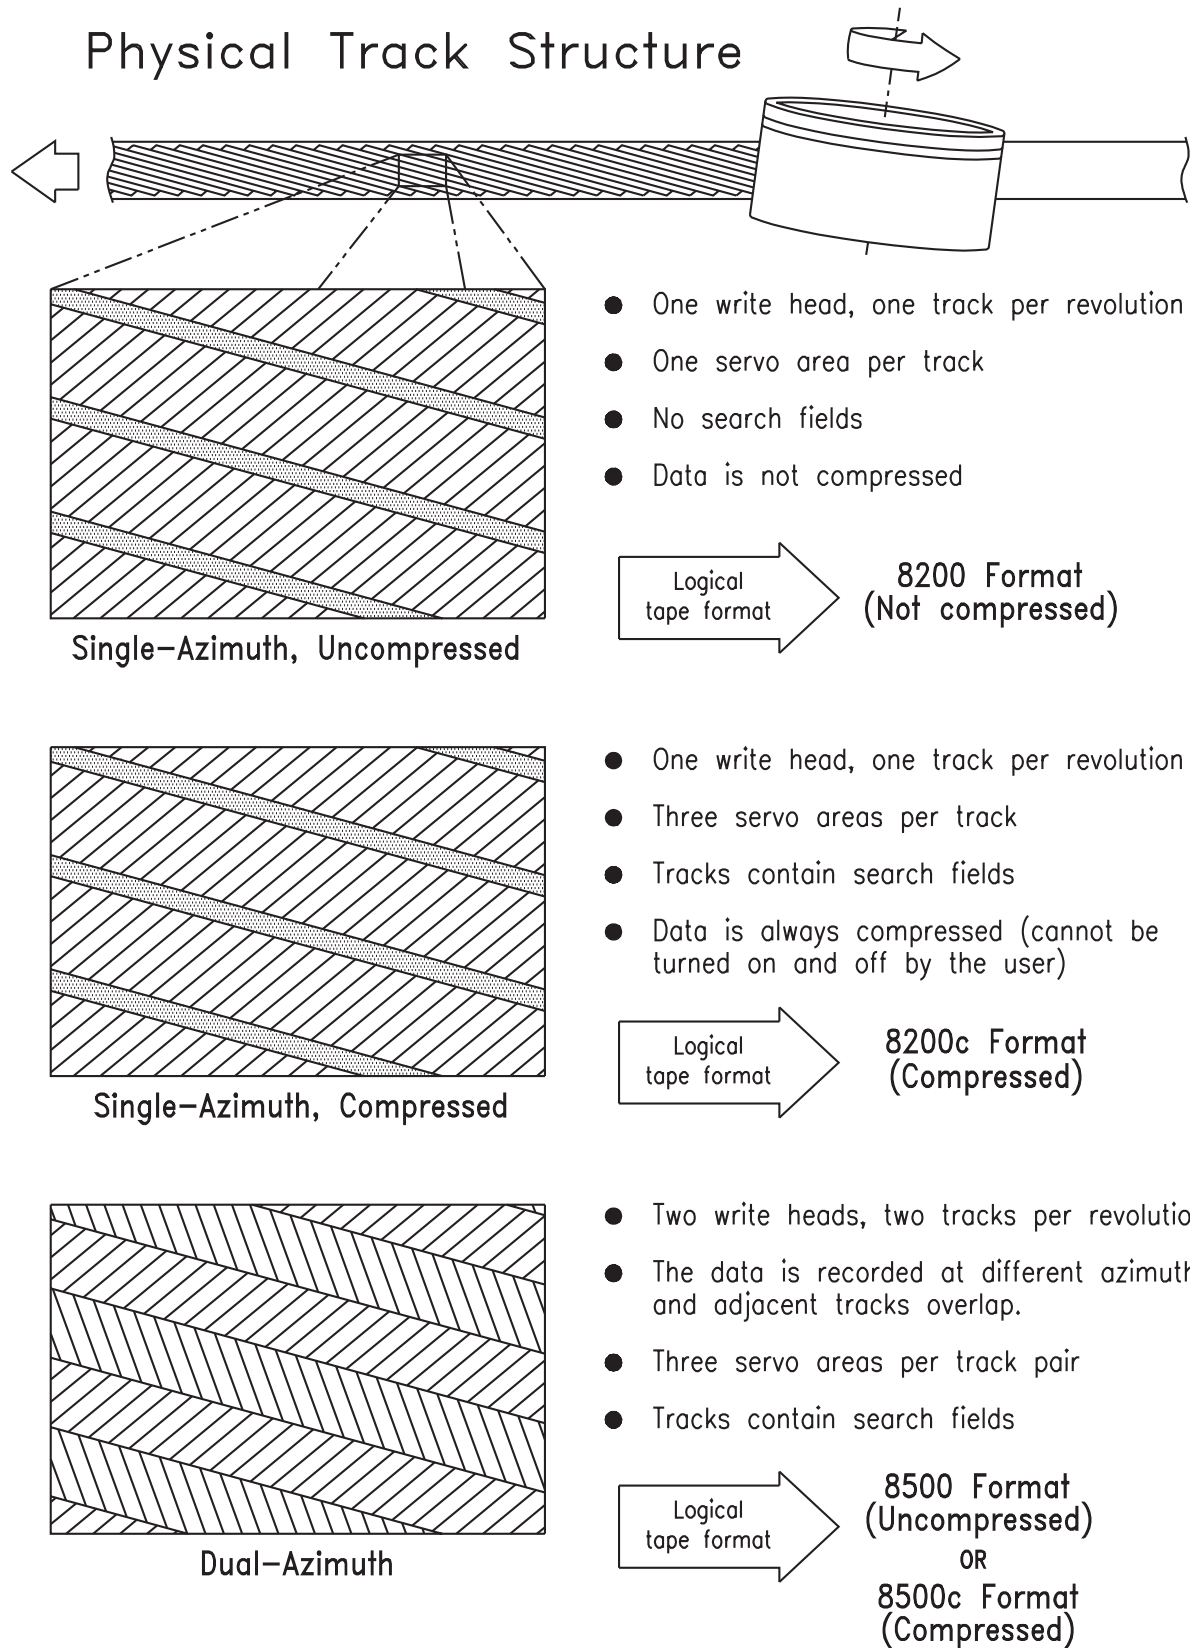 Physical Track Structure
● One write head, one track per revolution
● One servo area per track
● No search fields
● Data is not compressed
Logical
tape format
8200 Format
(Not compressed)
Single-Azimuth, Uncompressed
● One write head, one track per revolution
● Three servo areas per track
● Tracks contain search fields
● Data is always compressed (cannot be
turned on and off by the user)
Logical
tape format
8200c Format
(Compressed)
Single-Azimuth, Compressed
● Two write heads, two tracks per
● The data is recorded at different
and adjacent tracks overlap.
● Three servo areas per track pair
● Tracks contain search fields
Logical
tape format
8500 Format
(Uncompressed)
OR
8500c Format
(Compressed)
Dual-Azimuth